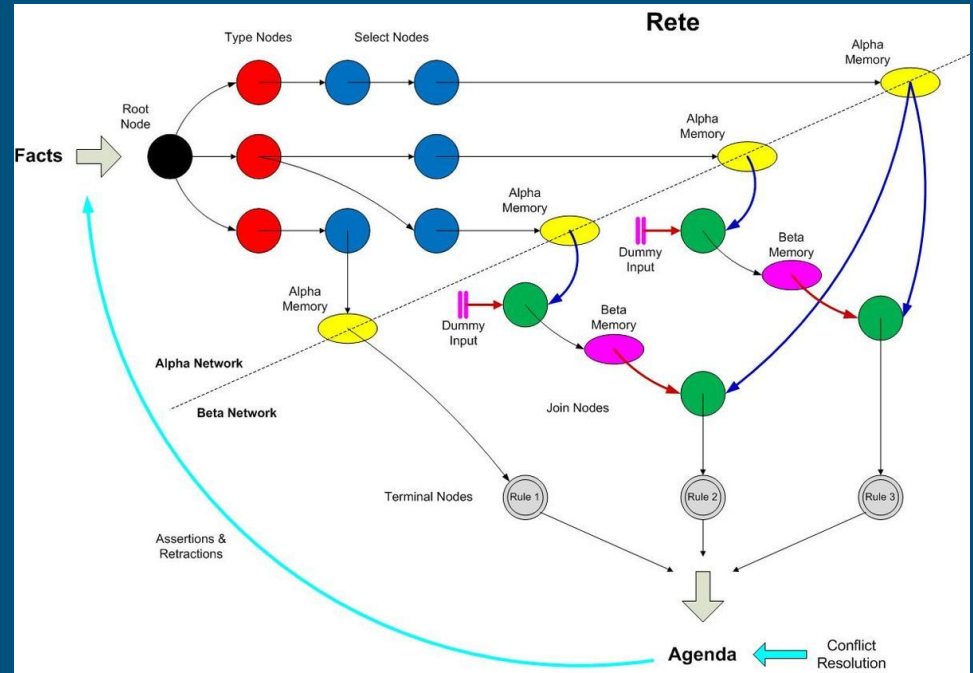 Rete
Type Nodes
Select Nodes
Alpha
Memory
Root
Node
Facts
Alpha
Memory
Alpha
Memory
Dummy
Input
Beta
Memory
Alpha
Memory
Dummy
Input
Beta
Memory
Alpha Network
Beta Network
Join Nodes
Terminal Nodes
Rule 1
Rule 2
Rule 3
Assertions &
Retractions
Agenda
Conflict
Resolution